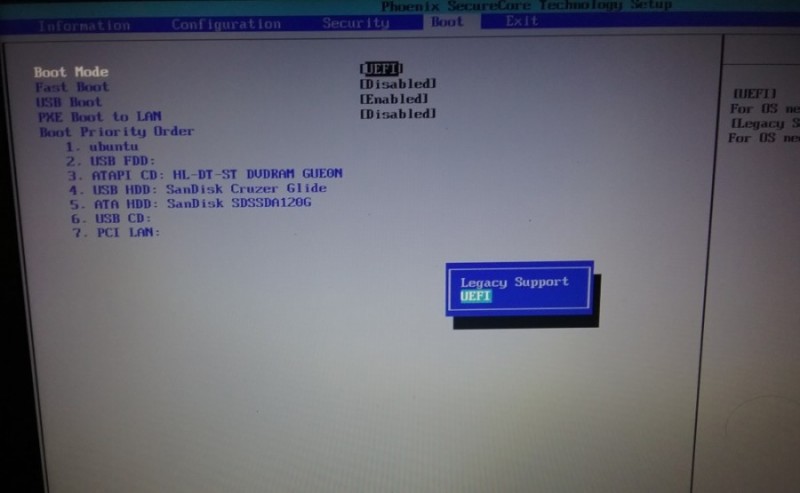 Phoenix SecureCore Technology Setup
Information Configuration Security Boot Exit
Boot Mode [UEFI]
Fast Boot [Disabled]
USB Boot [Enabled]
PXE Boot to LAN [Disabled]
Boot Priority Order
1. ubuntu
2. USB FDD:
3. ATAPI CD: HL-DT-ST DVDRAM GUE0N
4. USB HDD: SanDisk Cruzer Glide
5. ATA HDD: SanDisk SDSSDA120G
6. USB CD:
7. PCI LAN:
Legacy Support
UEFI
[UEFI]
For OS ne
[Legacy S
For OS ne